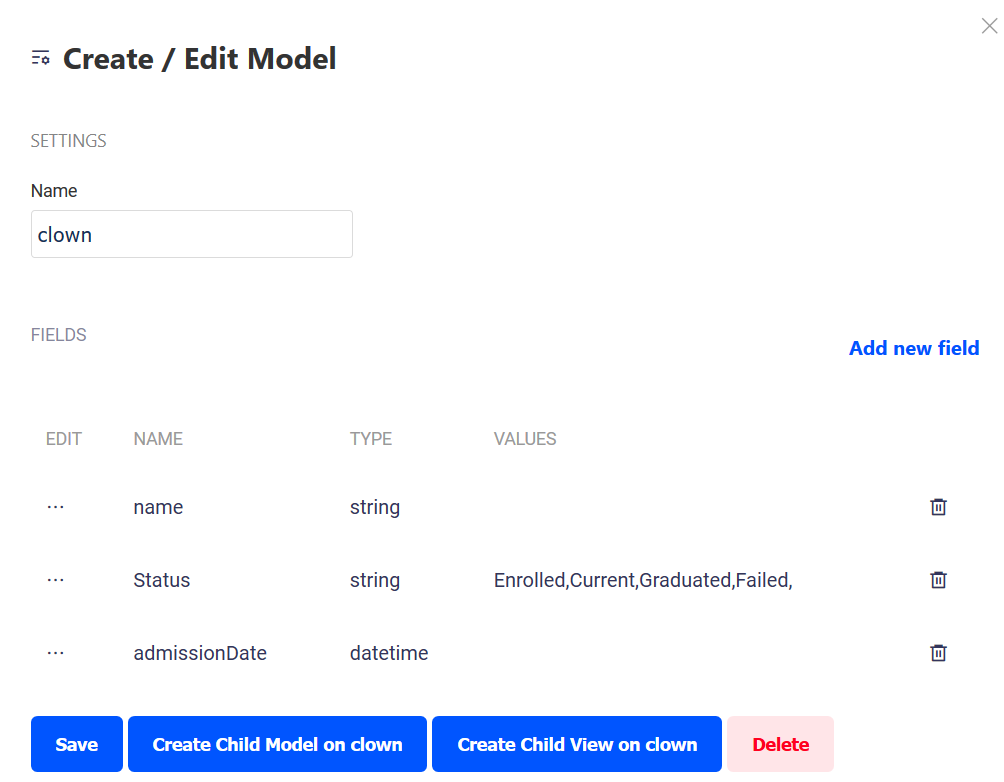 Create / Edit Model
SETTINGS
Name
clown
FIELDS
Add new field
EDIT NAME TYPE VALUES
... name string
... Status string Enrolled,Current,Graduated,Failed,
... admissionDate datetime
Save Create Child Model on clown Create Child View on clown Delete